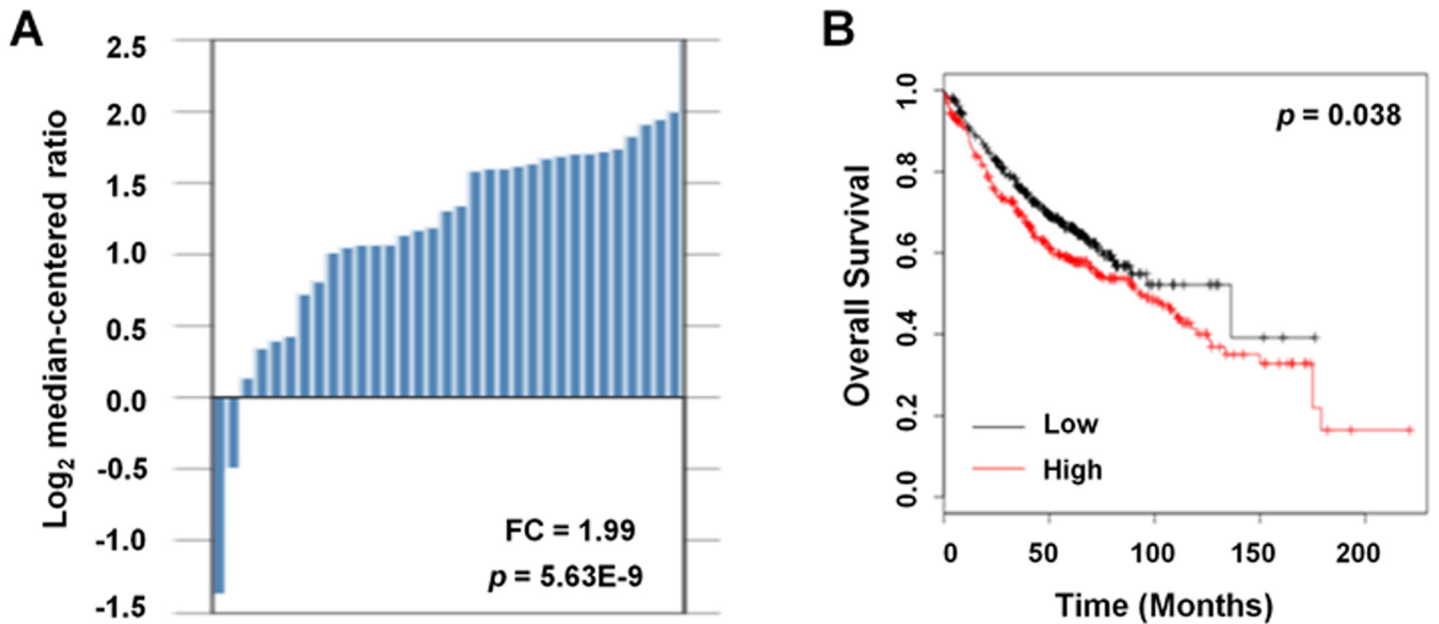 A
Log2 median-centered ratio
2.5
2.0
1.5
1.0
0.5
0.0
-0.5
-1.0
-1.5
FC = 1.99
p = 5.63E-9
B
Overall Survival
1.0
0.8
0.6
0.4
0.2
0.0
p = 0.038
Low
High
0 50 100 150 200
Time (Months)